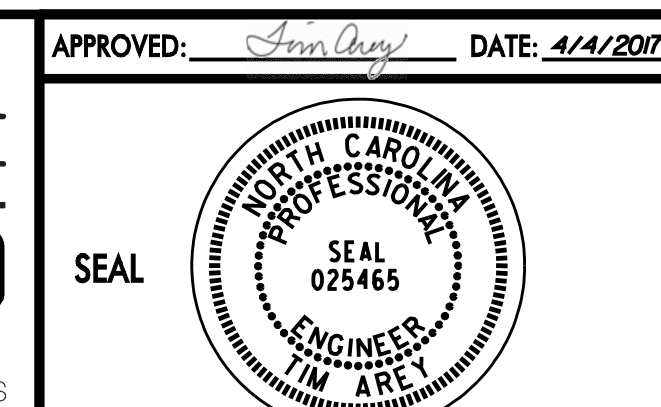 APPROVED: Tim Arey DATE: 4/4/2017
SEAL
NORTH CAROLINA
PROFESSIONAL
SEAL
025465
ENGINEER
TIM AREY
S